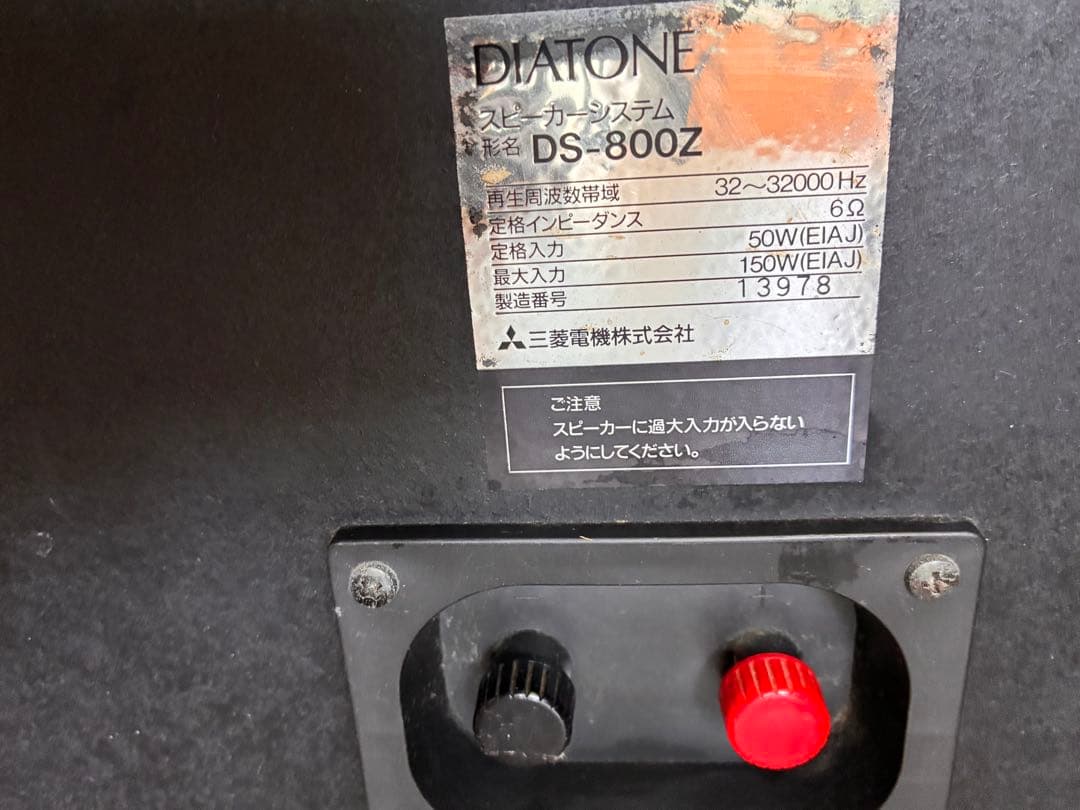 DIATONE
スピーカーシステム
形名 DS-800Z
再生周波数帯域 32～32000Hz
定格インピーダンス 6Ω
定格入力 50W(EIAJ)
最大入力 150W(EIAJ)
製造番号 13978
三菱電機株式会社
ご注意
スピーカーに過大入力が入らない
ようにしてください。